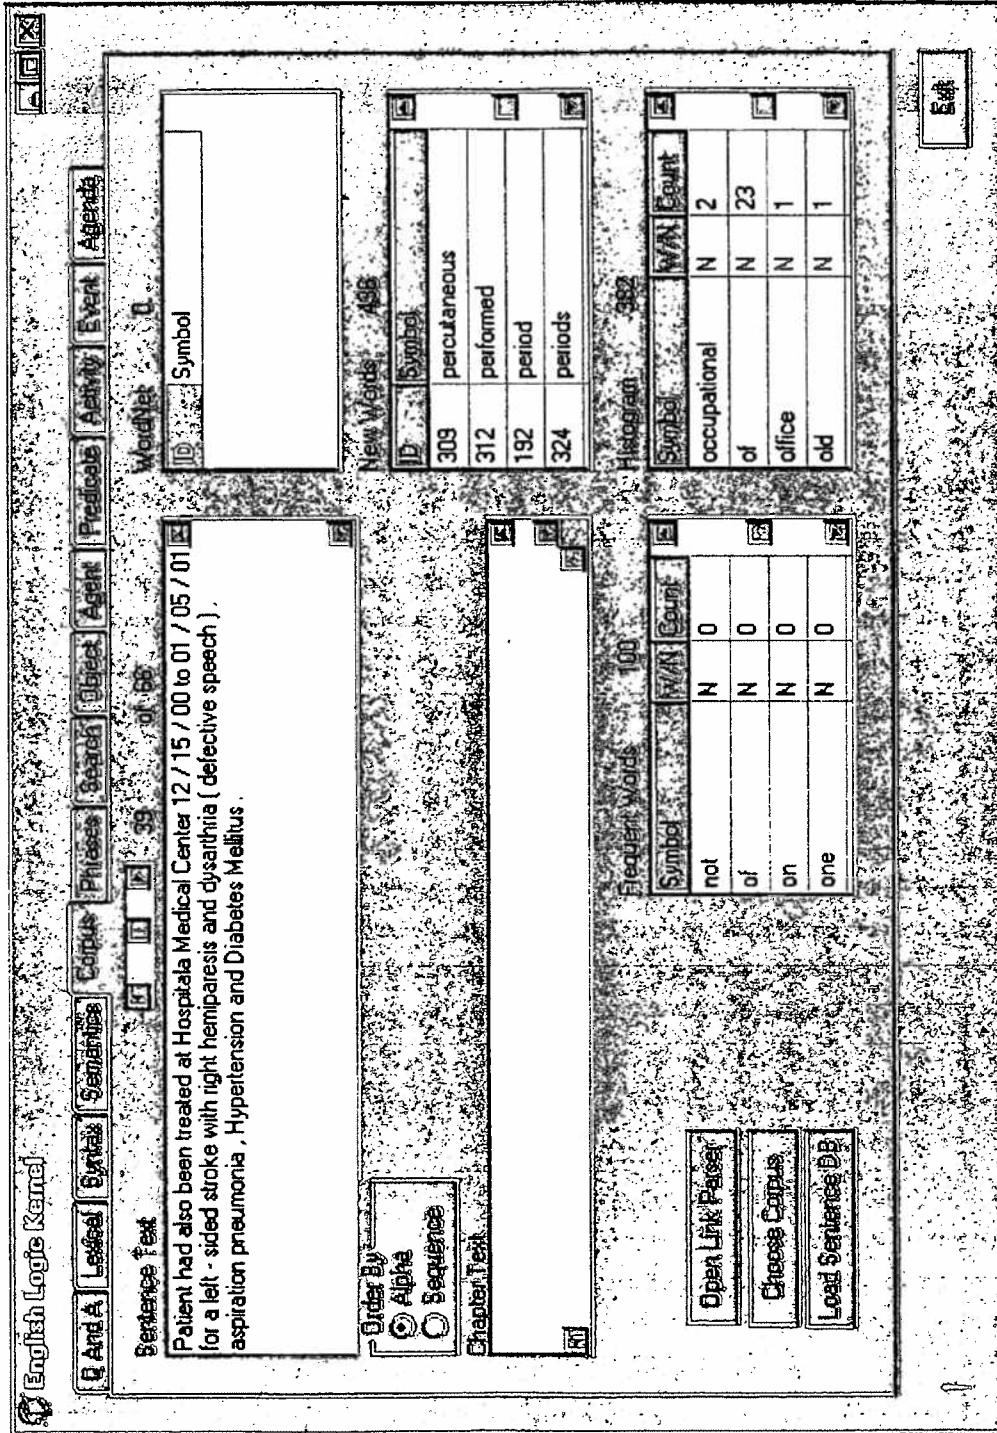 English Logic Kernel
Q And A Lexical Syntax Semantics Corpus Phrases Search Object Agent Predicate Activity Event Agenda
Sentence Text 39 of 66
Patient had also been treated at Hospitala Medical Center 12 / 15 / 00 to 01 / 05 / 01
for a left - sided stroke with right hemiparesis and dysarthria ( defective speech ) ,
aspiration pneumonia , Hypertension and Diabetes Mellitus .
WordNet 0
ID Symbol
Order By
Alpha
Sequence
New Words 436
ID Symbol
309 percutaneous
312 performed
192 period
324 periods
Chapter Text
Frequent Words 100
Symbol W/N Count
not N 0
of N 0
on N 0
one N 0
Histogram 382
Symbol W/N Count
occupational N 2
of N 23
office N 1
old N 1
Open Link Parser
Choose Corpus
Load Sentence DB
Exit